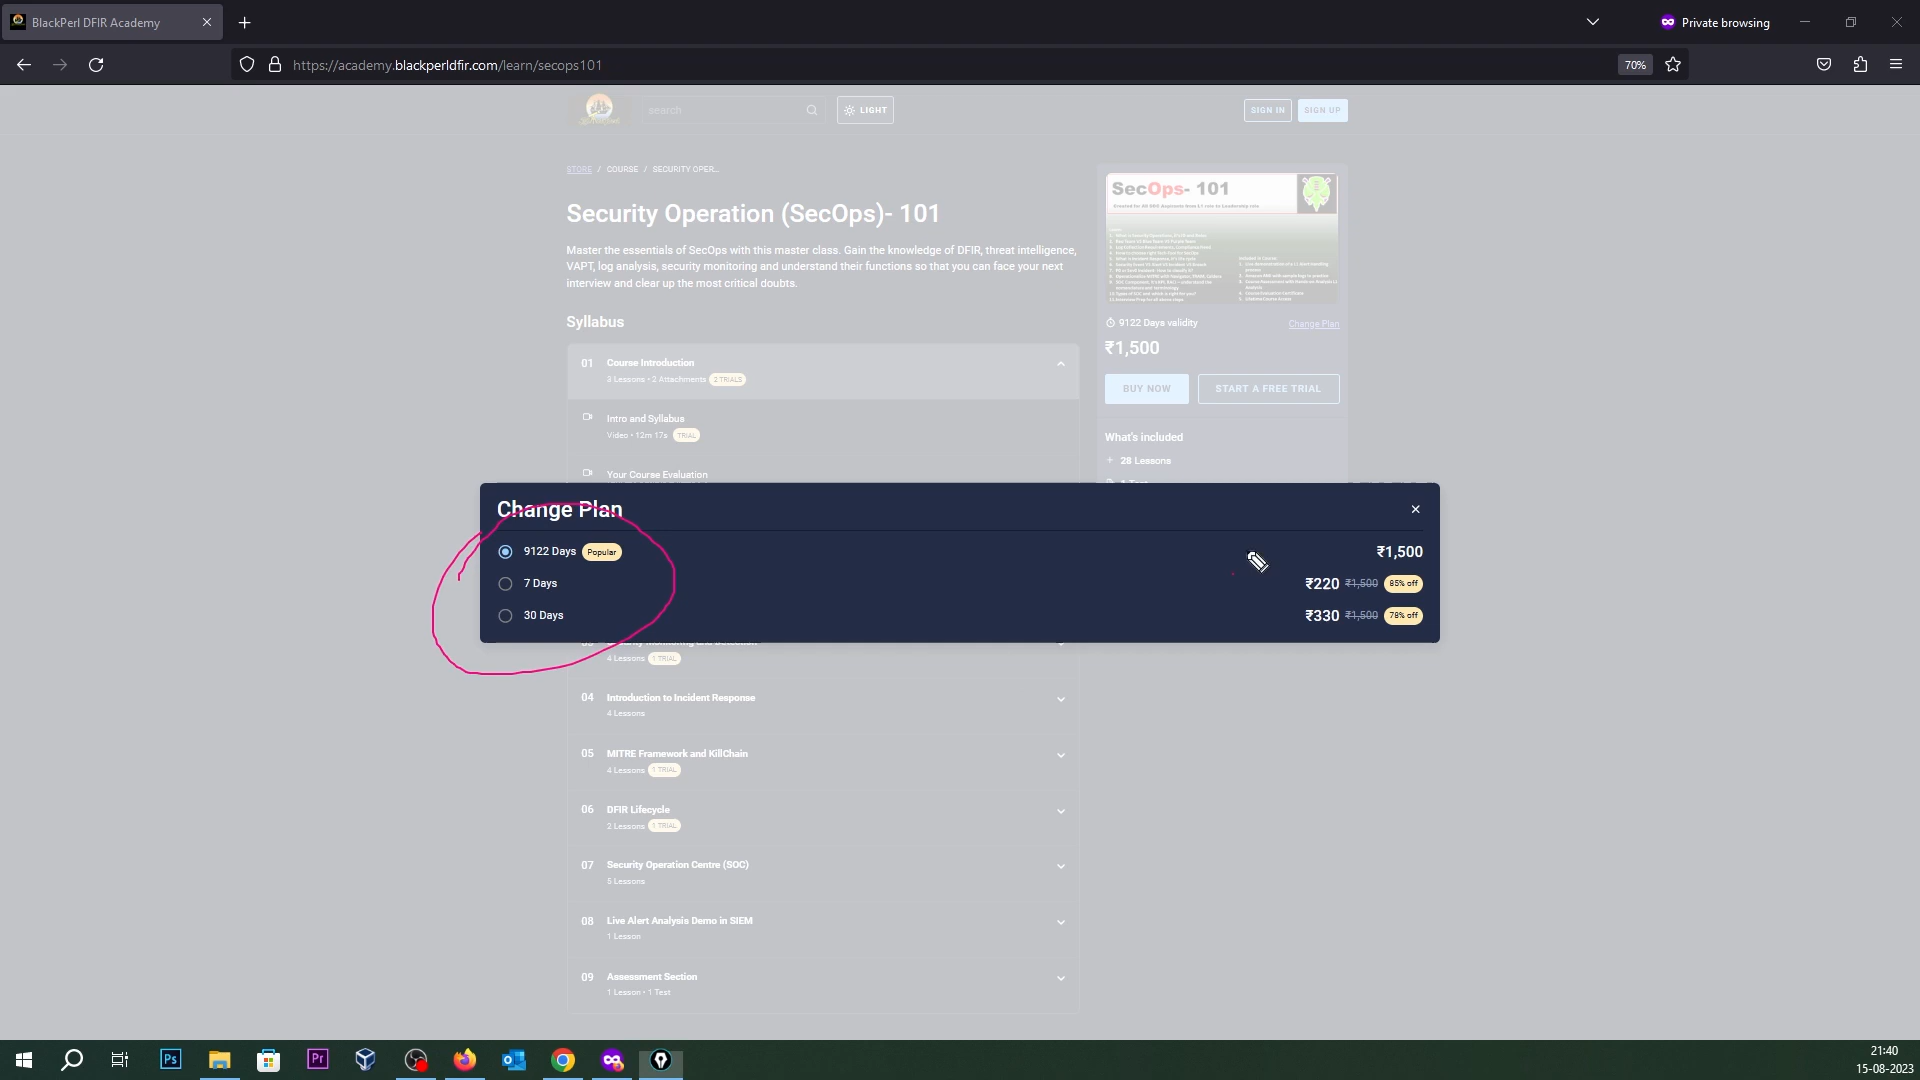 BlackPerl DFIR Academy
Private browsing
https://academy.blackperldfir.com/learn/secops101
70%
search
LIGHT
SIGN IN
SIGN UP
STORE / COURSE / SECURITY OPER...
Security Operation (SecOps)- 101
Master the essentials of SecOps with this master class. Gain the knowledge of DFIR, threat intelligence,
VAPT, log analysis, security monitoring and understand their functions so that you can face your next
interview and clear up the most critical doubts.
Syllabus
01 Course Introduction
3 Lessons • 2 Attachments 2 TRIALS
Intro and Syllabus
Video • 12m 17s TRIAL
Your Course Evaluation
SecOps- 101
9122 Days validity
Change Plan
₹1,500
BUY NOW
START A FREE TRIAL
What's included
28 Lessons
1 Test
Change Plan
9122 Days Popular ₹1,500
7 Days ₹220 ₹1,500 85% off
30 Days ₹330 ₹1,500 78% off
4 Lessons 1 TRIAL
04 Introduction to Incident Response
4 Lessons
05 MITRE Framework and KillChain
4 Lessons 1 TRIAL
06 DFIR Lifecycle
2 Lessons 1 TRIAL
07 Security Operation Centre (SOC)
5 Lessons
08 Live Alert Analysis Demo in SIEM
1 Lesson
09 Assessment Section
1 Lesson • 1 Test
Ps
Pr
21:40
15-08-2023